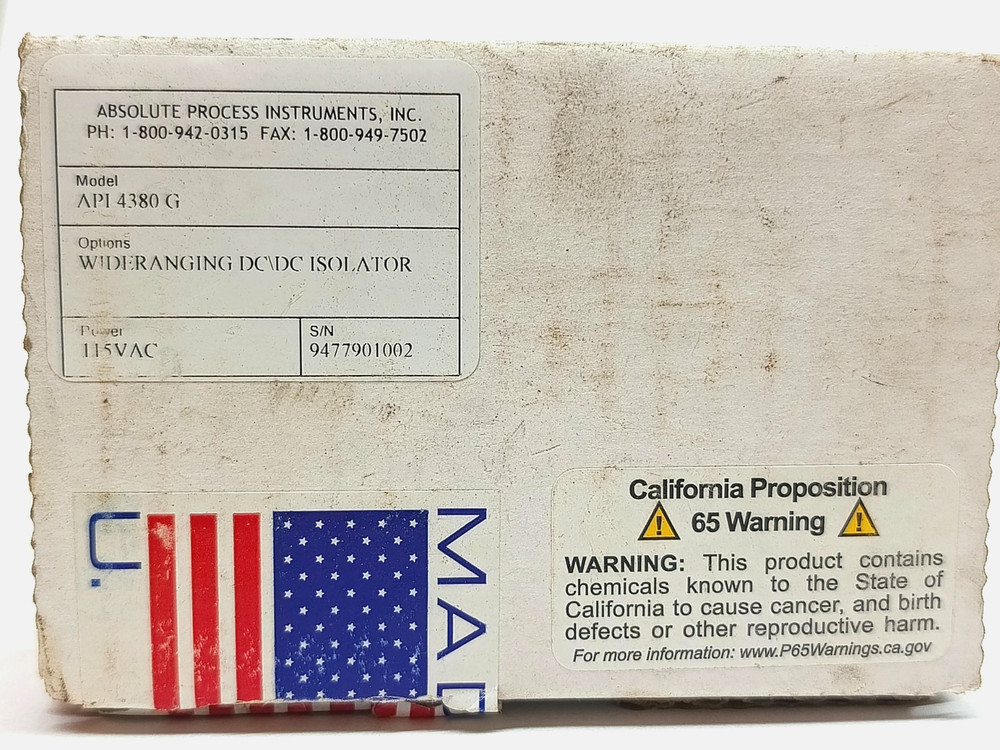 ABSOLUTE PROCESS INSTRUMENTS, INC.
PH: 1-800-942-0315 FAX: 1-800-949-7502
Model
API 4380 G
Options
WIDERANGING DC\DC ISOLATOR
Power
115VAC
S/N
9477901002
MAD
U.
California Proposition
65 Warning
WARNING: This product contains
chemicals known to the State of
California to cause cancer, and birth
defects or other reproductive harm.
For more information: www.P65Warnings.ca.gov